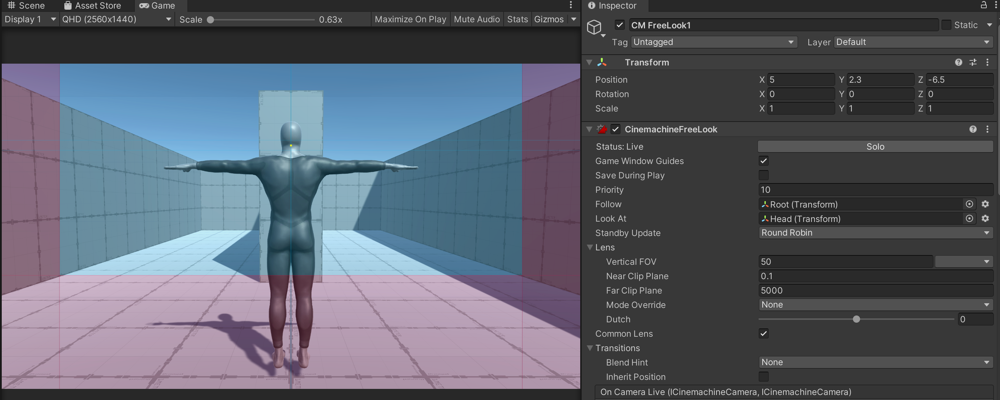 Scene Asset Store Game
Display 1 QHD (2560x1440) Scale 0.63x Maximize On Play Mute Audio Stats Gizmos
Inspector
CM FreeLook1 Static
Tag Untagged Layer Default
Transform
Position X 5 Y 2.3 Z -6.5
Rotation X 0 Y 0 Z 0
Scale X 1 Y 1 Z 1
CinemachineFreeLook
Status: Live Solo
Game Window Guides
Save During Play
Priority 10
Follow Root (Transform)
Look At Head (Transform)
Standby Update Round Robin
Lens
Vertical FOV 50
Near Clip Plane 0.1
Far Clip Plane 5000
Mode Override None
Dutch 0
Common Lens
Transitions
Blend Hint None
Inherit Position
On Camera Live (ICinemachineCamera, ICinemachineCamera)